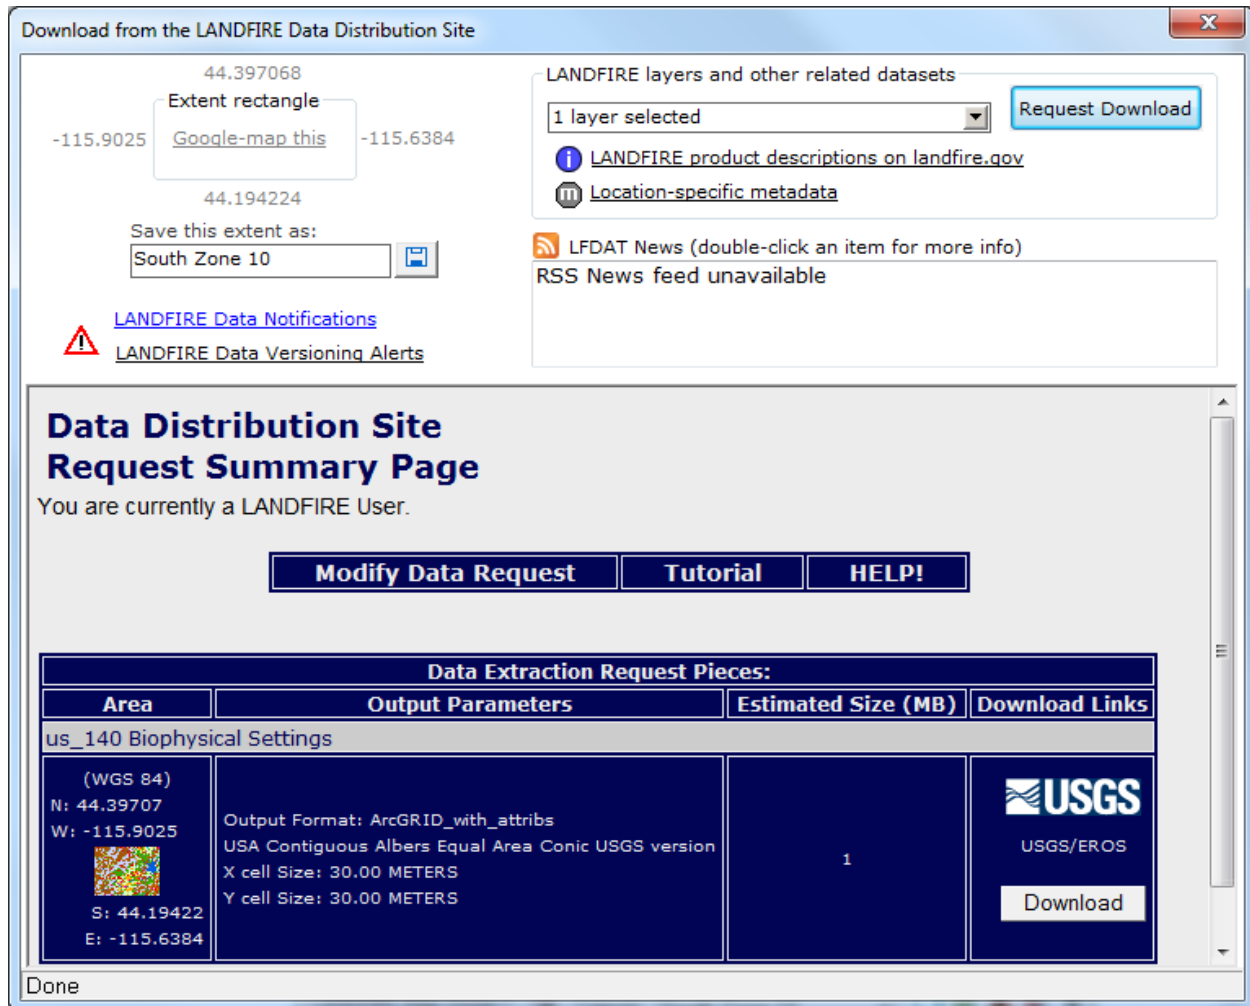 Download from the LANDFIRE Data Distribution Site
X
44.397068
Extent rectangle
-115.9025
Google-map this
-115.6384
44.194224
Save this extent as:
South Zone 10
LANDFIRE Data Notifications
LANDFIRE Data Versioning Alerts
LANDFIRE layers and other related datasets
1 layer selected
Request Download
i LANDFIRE product descriptions on landfire.gov
m Location-specific metadata
LFDAT News (double-click an item for more info)
RSS News feed unavailable
Data Distribution Site
Request Summary Page
You are currently a LANDFIRE User.
Modify Data Request Tutorial HELP!
Data Extraction Request Pieces:
Area Output Parameters Estimated Size (MB) Download Links
us_140 Biophysical Settings
(WGS 84)
N: 44.39707
W: -115.9025
S: 44.19422
E: -115.6384
Output Format: ArcGRID_with_attribs
USA Contiguous Albers Equal Area Conic USGS version
X cell Size: 30.00 METERS
Y cell Size: 30.00 METERS
1
USGS
USGS/EROS
Download
Done